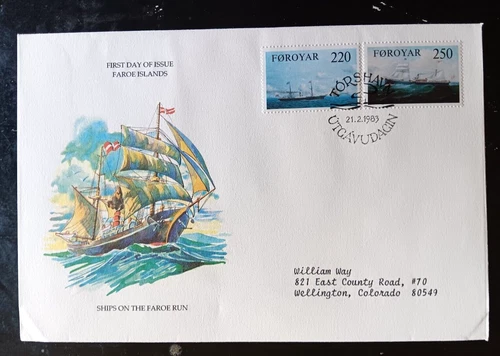 FIRST DAY OF ISSUE
FAROE ISLANDS
FØROYAR 220
FØROYAR 250
TÓRSHAVN
21.2.1983
ÚTGÁVUDAGIN
William Way
821 East County Road, #70
Wellington, Colorado 80549
SHIPS ON THE FAROE RUN